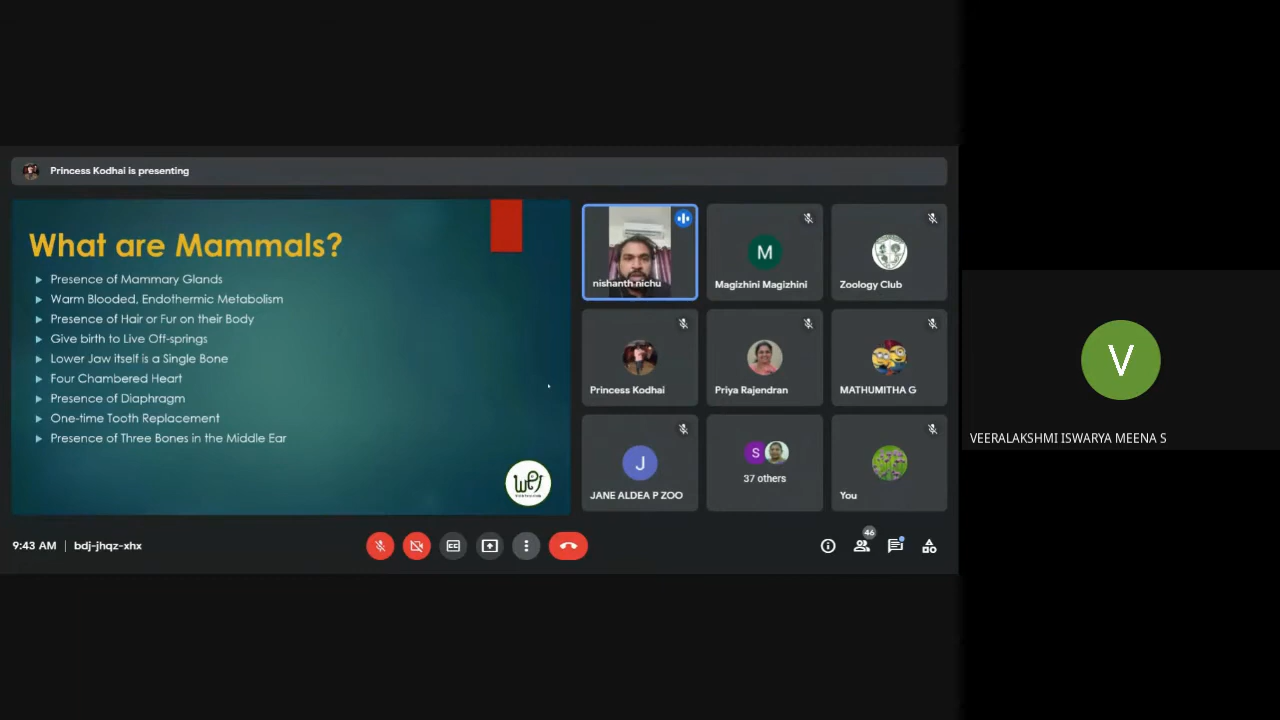 Princess Kodhai is presenting
What are Mammals?
Presence of Mammary Glands
Warm Blooded, Endothermic Metabolism
Presence of Hair or Fur on their Body
Give birth to Live Off-springs
Lower Jaw itself is a Single Bone
Four Chambered Heart
Presence of Diaphragm
One-time Tooth Replacement
Presence of Three Bones in the Middle Ear
nishanth nichu
M
Magizhini Magizhini
Zoology Club
Princess Kodhai
Priya Rajendran
MATHUMITHA G
J
JANE ALDEA P ZOO
S
37 others
You
9:43 AM | bdj-jhqz-xhx
46
V
VEERALAKSHMI ISWARYA MEENA S